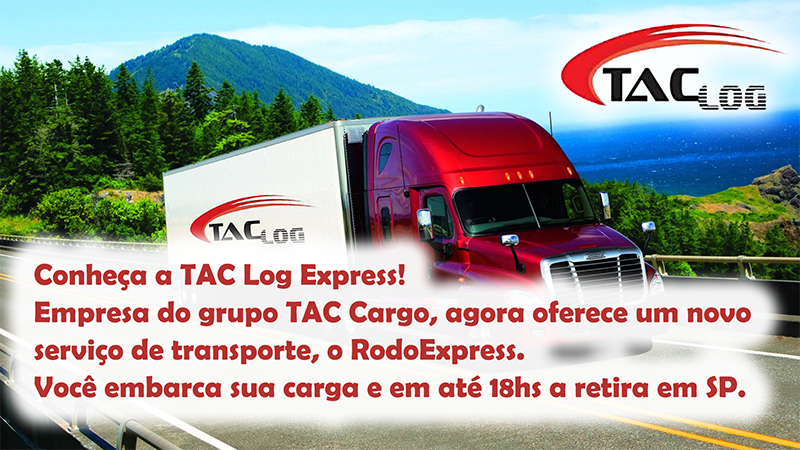 TAC LOG
TAC LOG
Conheça a TAC Log Express!
Empresa do grupo TAC Cargo, agora oferece um novo
serviço de transporte, o RodoExpress.
Você embarca sua carga e em até 18hs a retira em SP.